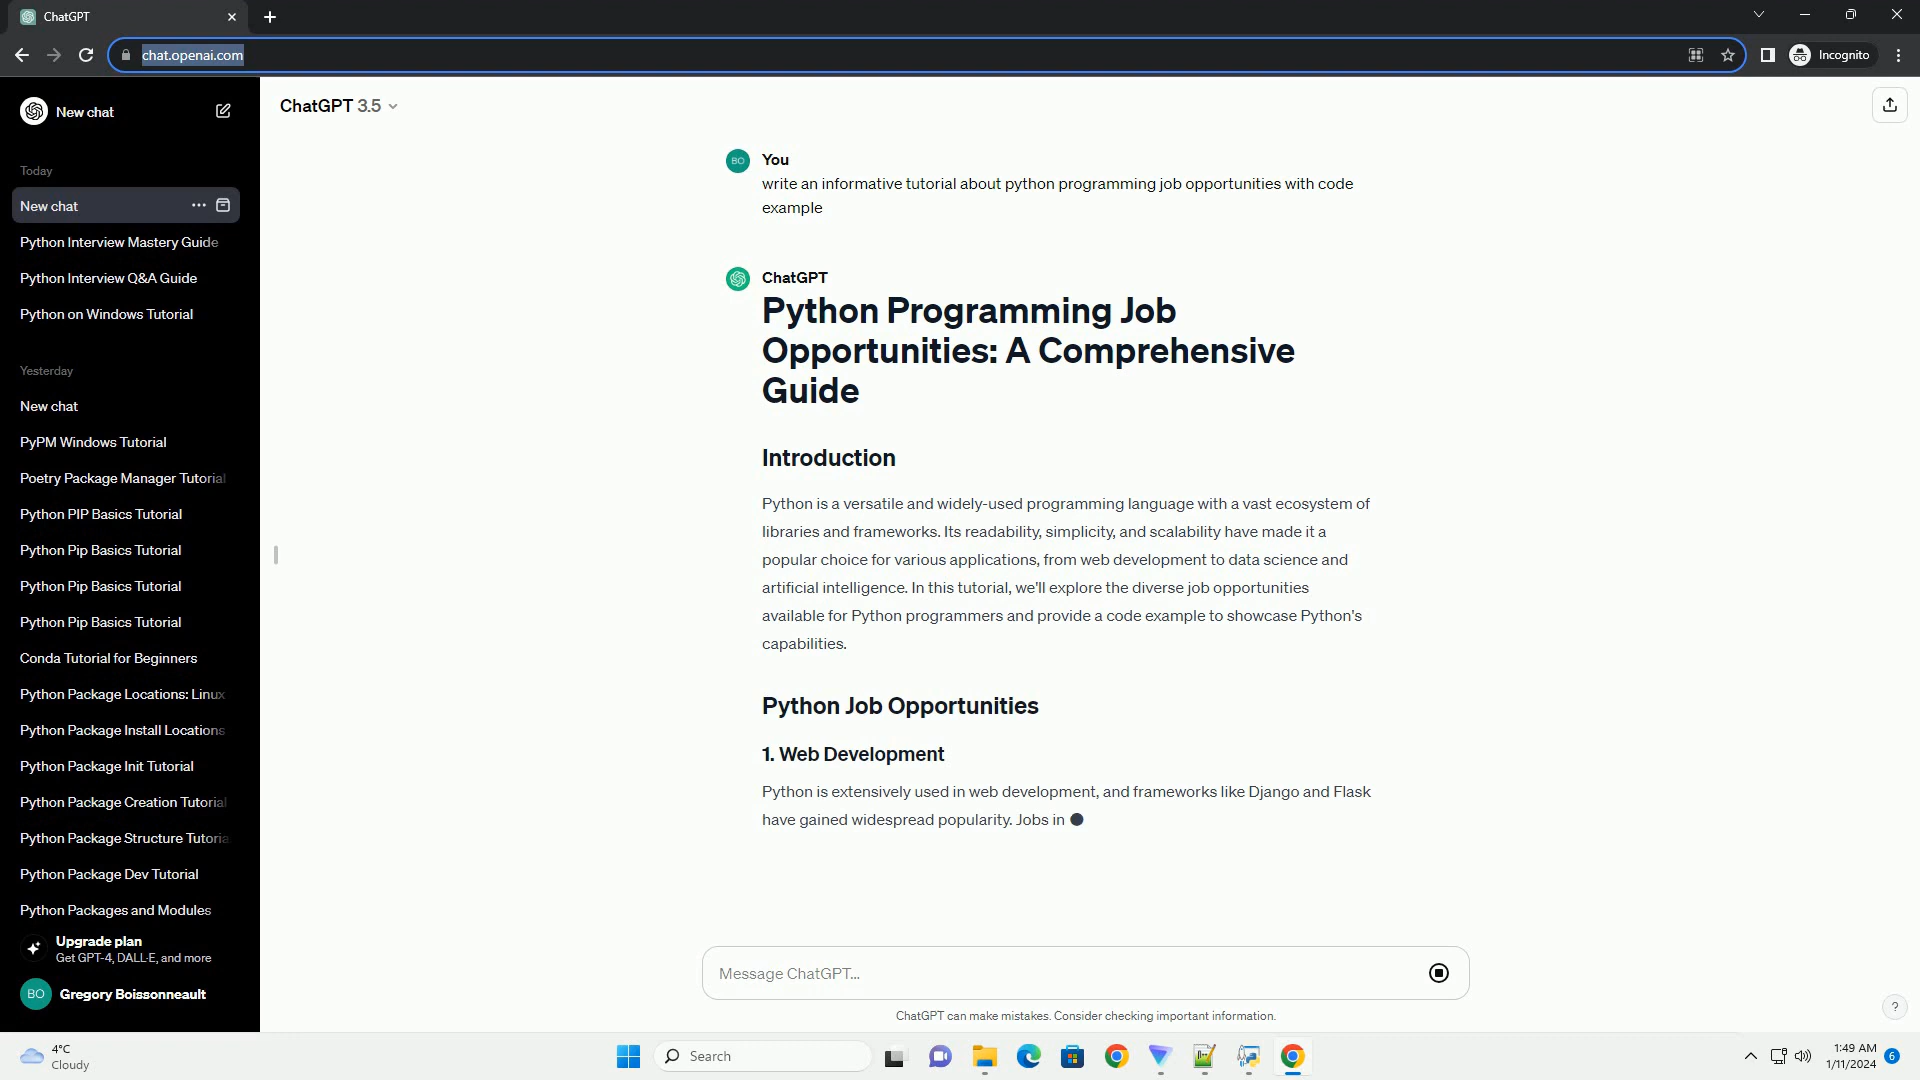 ChatGPT
chat.openai.com
Incognito
New chat
Today
New chat
Python Interview Mastery Guide
Python Interview Q&A Guide
Python on Windows Tutorial
Yesterday
New chat
PyPM Windows Tutorial
Poetry Package Manager Tutorial
Python PIP Basics Tutorial
Python Pip Basics Tutorial
Python Pip Basics Tutorial
Python Pip Basics Tutorial
Conda Tutorial for Beginners
Python Package Locations: Linux
Python Package Install Locations
Python Package Init Tutorial
Python Package Creation Tutorial
Python Package Structure Tutoria
Python Package Dev Tutorial
Python Packages and Modules
Upgrade plan
Get GPT-4, DALL·E, and more
BO Gregory Boissonneault
ChatGPT 3.5
BO You
write an informative tutorial about python programming job opportunities with code
example
ChatGPT
Python Programming Job
Opportunities: A Comprehensive
Guide
Introduction
Python is a versatile and widely-used programming language with a vast ecosystem of
libraries and frameworks. Its readability, simplicity, and scalability have made it a
popular choice for various applications, from web development to data science and
artificial intelligence. In this tutorial, we'll explore the diverse job opportunities
available for Python programmers and provide a code example to showcase Python's
capabilities.
Python Job Opportunities
1. Web Development
Python is extensively used in web development, and frameworks like Django and Flask
have gained widespread popularity. Jobs in
Message ChatGPT...
ChatGPT can make mistakes. Consider checking important information.
?
4°C
Cloudy
Search
1:49 AM
1/11/2024
6